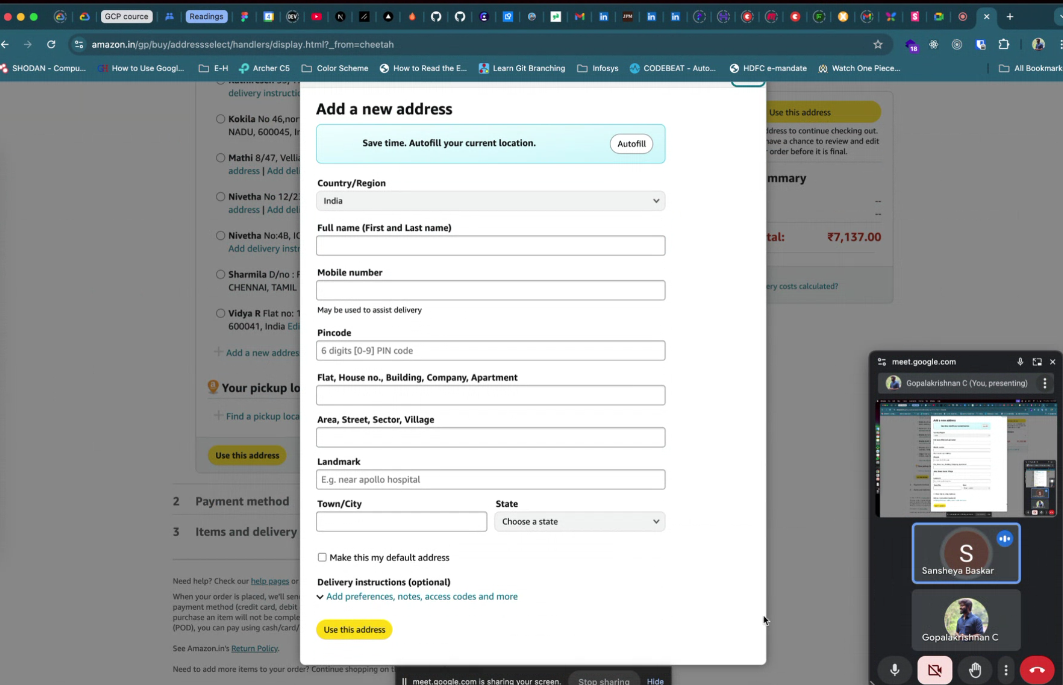 GCP cource
Readings
amazon.in/gp/buy/addressselect/handlers/display.html?_from=cheetah
18
SHODAN - Compu...
How to Use Googl...
E-H
Archer C5
Color Scheme
How to Read the E...
Learn Git Branching
Infosys
CODEBEAT - Auto...
HDFC e-mandate
Watch One Piece...
All Bookmark
delivery instructi
Kokila No 46,nor
NADU, 600045, I
Mathi 8/47, Vella
address | Add deli
Nivetha No 12/2
address | Add del
Nivetha No:4B, IC
Add delivery instr
Sharmila D/no : F
CHENNAI, TAMIL
Vidya R Flat no: 1
600041, India Edi
Add a new addres
Your pickup lo
Find a pickup loca
Use this address
2 Payment method
3 Items and delivery
Need help? Check our help pages or
When your order is placed, we'll sen
payment method (credit card, debit
purchase an item will not be comple
(POD), you can pay using cash/card/
See Amazon.in's Return Policy.
Need to add more items to your order? Continue shopping on t
Add a new address
Save time. Autofill your current location.
Autofill
Country/Region
India
Full name (First and Last name)
Mobile number
May be used to assist delivery
Pincode
6 digits [0-9] PIN code
Flat, House no., Building, Company, Apartment
Area, Street, Sector, Village
Landmark
E.g. near apollo hospital
Town/City
State
Choose a state
Make this my default address
Delivery instructions (optional)
Add preferences, notes, access codes and more
Use this address
Use this address
ddress to continue checking out.
have a chance to review and edit
order before it is final.
mmary
--
--
tal: ₹7,137.00
ery costs calculated?
meet.google.com
Gopalakrishnan C (You, presenting)
S
Sansheya Baskar
Gopalakrishnan C
meet.google.com is sharing your screen.
Stop sharing
Hide